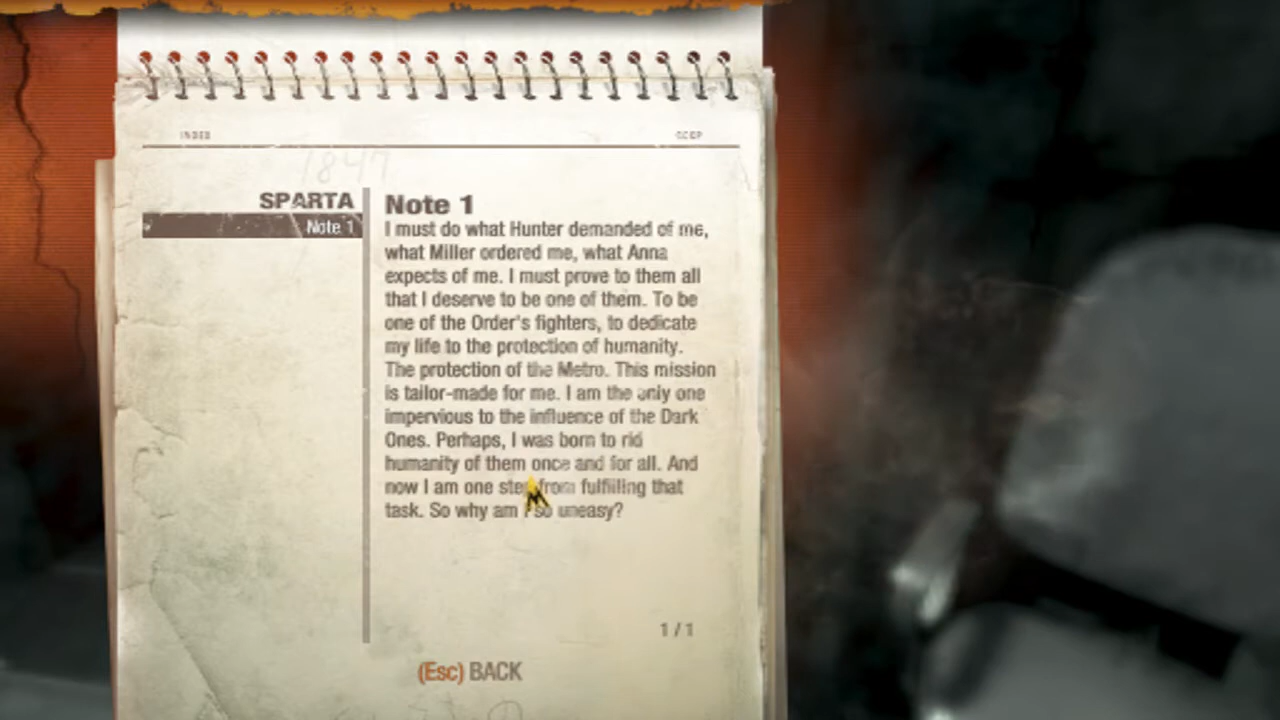 INDEX
СССР
1847
SPARTA
Note 1
Note 1
I must do what Hunter demanded of me,
what Miller ordered me, what Anna
expects of me. I must prove to them all
that I deserve to be one of them. To be
one of the Order's fighters, to dedicate
my life to the protection of humanity.
The protection of the Metro. This mission
is tailor-made for me. I am the only one
impervious to the influence of the Dark
Ones. Perhaps, I was born to rid
humanity of them once and for all. And
now I am one step from fulfilling that
task. So why am I so uneasy?
1 / 1
(Esc) BACK